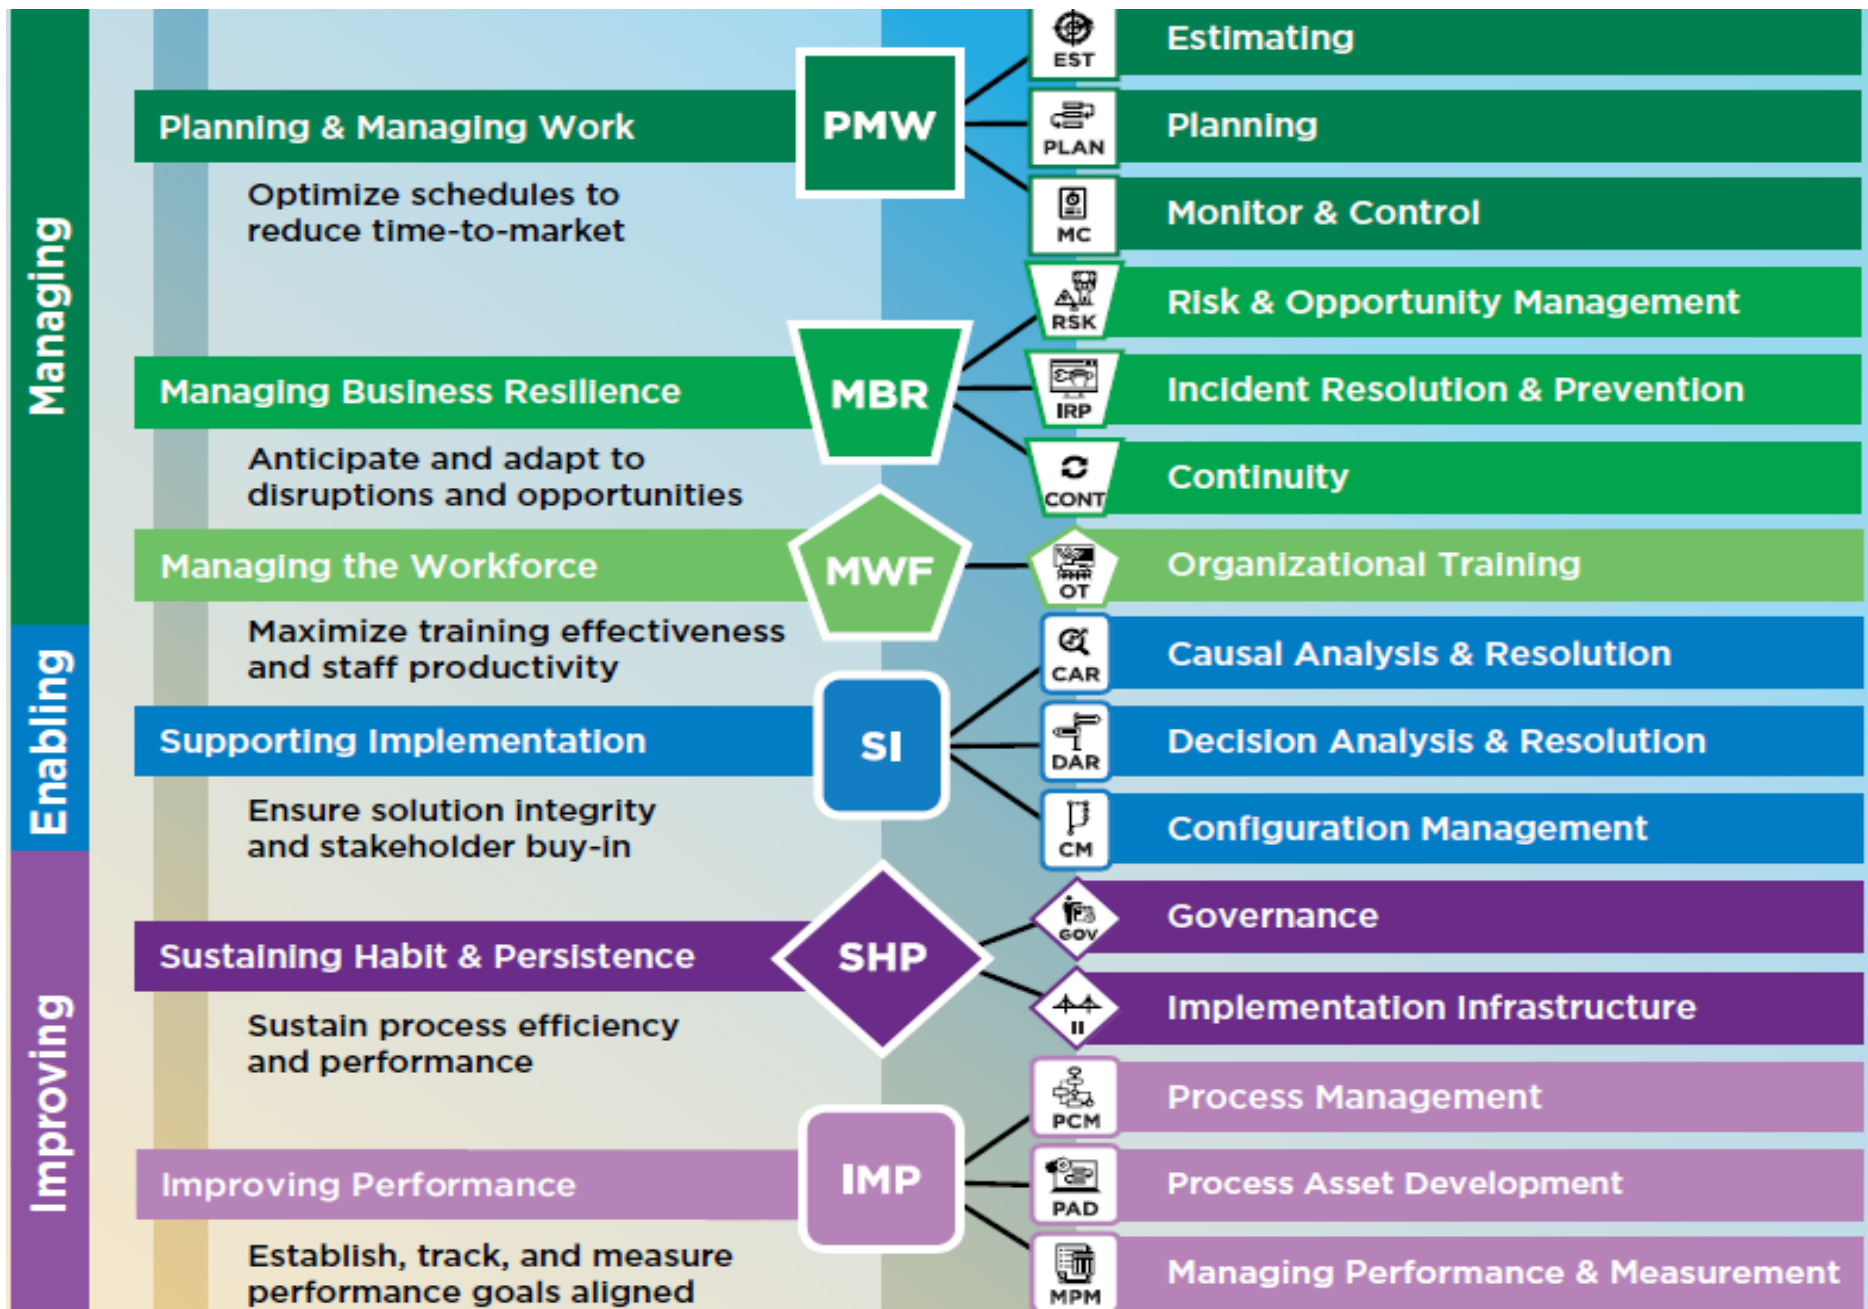 Managing
Planning & Managing Work
PMW
Optimize schedules to
reduce time-to-market
EST
Estimating
PLAN
Planning
MC
Monitor & Control
Managing Business Resilience
MBR
Anticipate and adapt to
disruptions and opportunities
RSK
Risk & Opportunity Management
IRP
Incident Resolution & Prevention
CONT
Continuity
Managing the Workforce
MWF
Maximize training effectiveness
and staff productivity
OT
Organizational Training
Enabling
Supporting Implementation
SI
Ensure solution integrity
and stakeholder buy-in
CAR
Causal Analysis & Resolution
DAR
Decision Analysis & Resolution
CM
Configuration Management
Improving
Sustaining Habit & Persistence
SHP
Sustain process efficiency
and performance
GOV
Governance
II
Implementation Infrastructure
Improving Performance
IMP
Establish, track, and measure
performance goals aligned
PCM
Process Management
PAD
Process Asset Development
MPM
Managing Performance & Measurement